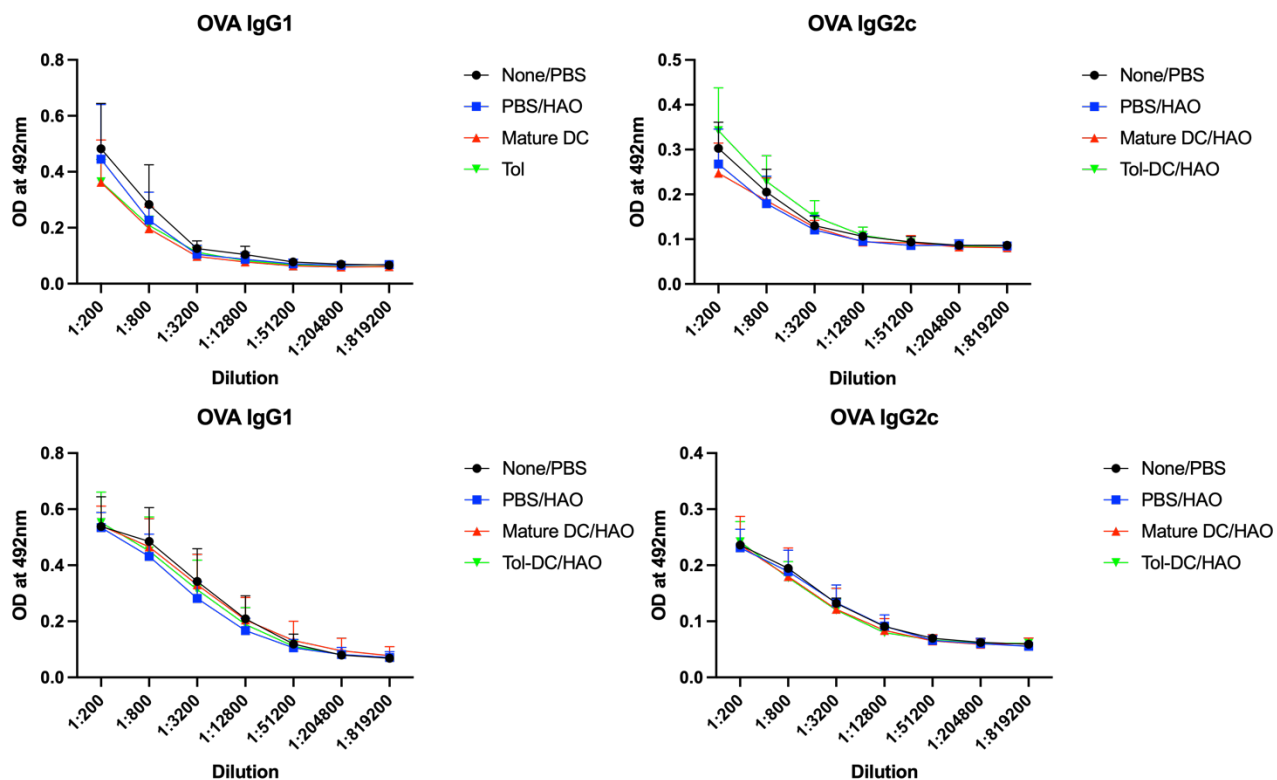 OVA IgG1
0.8
0.6
0.4
0.2
0.0
OD at 492nm
1:200
1:800
1:3200
1:12800
1:51200
1:204800
1:819200
Dilution
None/PBS
PBS/HAO
Mature DC
Tol
OVA IgG2c
0.5
0.4
0.3
0.2
0.1
0.0
OD at 492nm
1:200
1:800
1:3200
1:12800
1:51200
1:204800
1:819200
Dilution
None/PBS
PBS/HAO
Mature DC/HAO
Tol-DC/HAO
OVA IgG1
0.8
0.6
0.4
0.2
0.0
OD at 492nm
1:200
1:800
1:3200
1:12800
1:51200
1:204800
1:819200
Dilution
None/PBS
PBS/HAO
Mature DC/HAO
Tol-DC/HAO
OVA IgG2c
0.4
0.3
0.2
0.1
0.0
OD at 492nm
1:200
1:800
1:3200
1:12800
1:51200
1:204800
1:819200
Dilution
None/PBS
PBS/HAO
Mature DC/HAO
Tol-DC/HAO